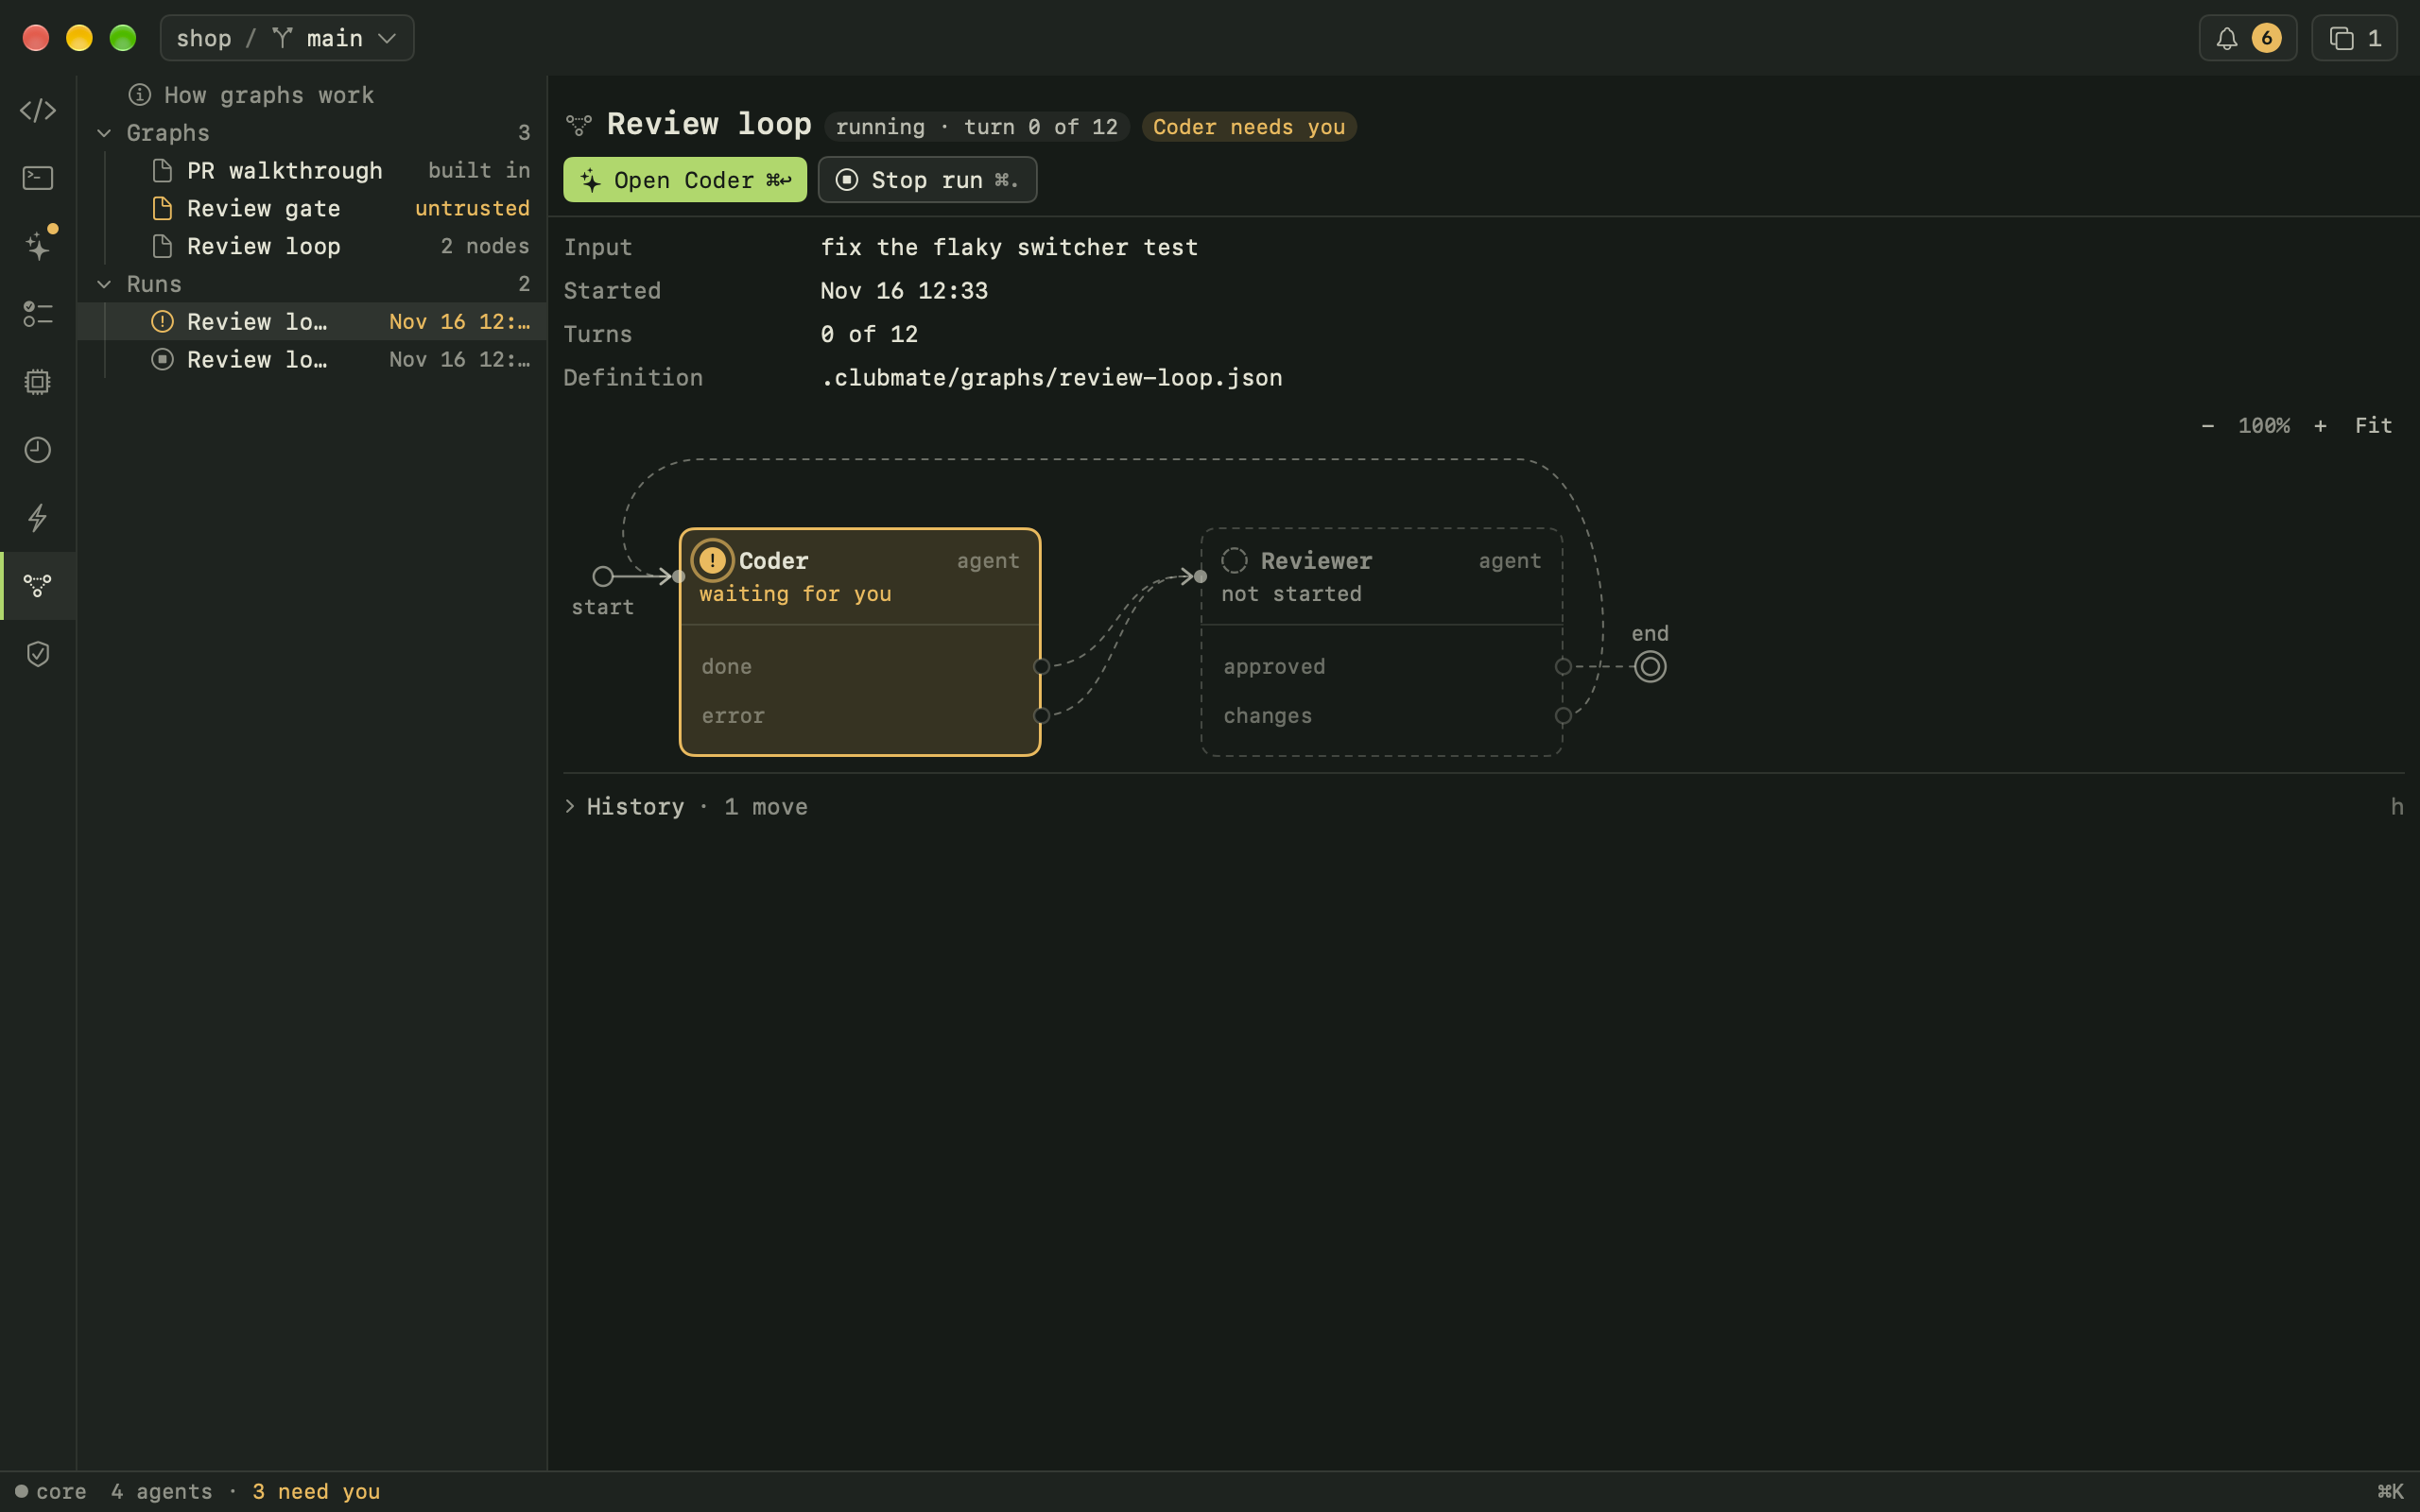 shop / main
6
1
How graphs work
Graphs 3
PR walkthrough built in
Review gate untrusted
Review loop 2 nodes
Runs 2
Review lo… Nov 16 12:…
Review lo… Nov 16 12:…
Review loop running · turn 0 of 12 Coder needs you
Open Coder ⌘↩ Stop run ⌘.
Input fix the flaky switcher test
Started Nov 16 12:33
Turns 0 of 12
Definition .clubmate/graphs/review-loop.json
− 100% + Fit
start
! Coder agent
waiting for you
done
error
Reviewer agent
not started
approved
changes
end
History · 1 move h
core 4 agents · 3 need you ⌘K